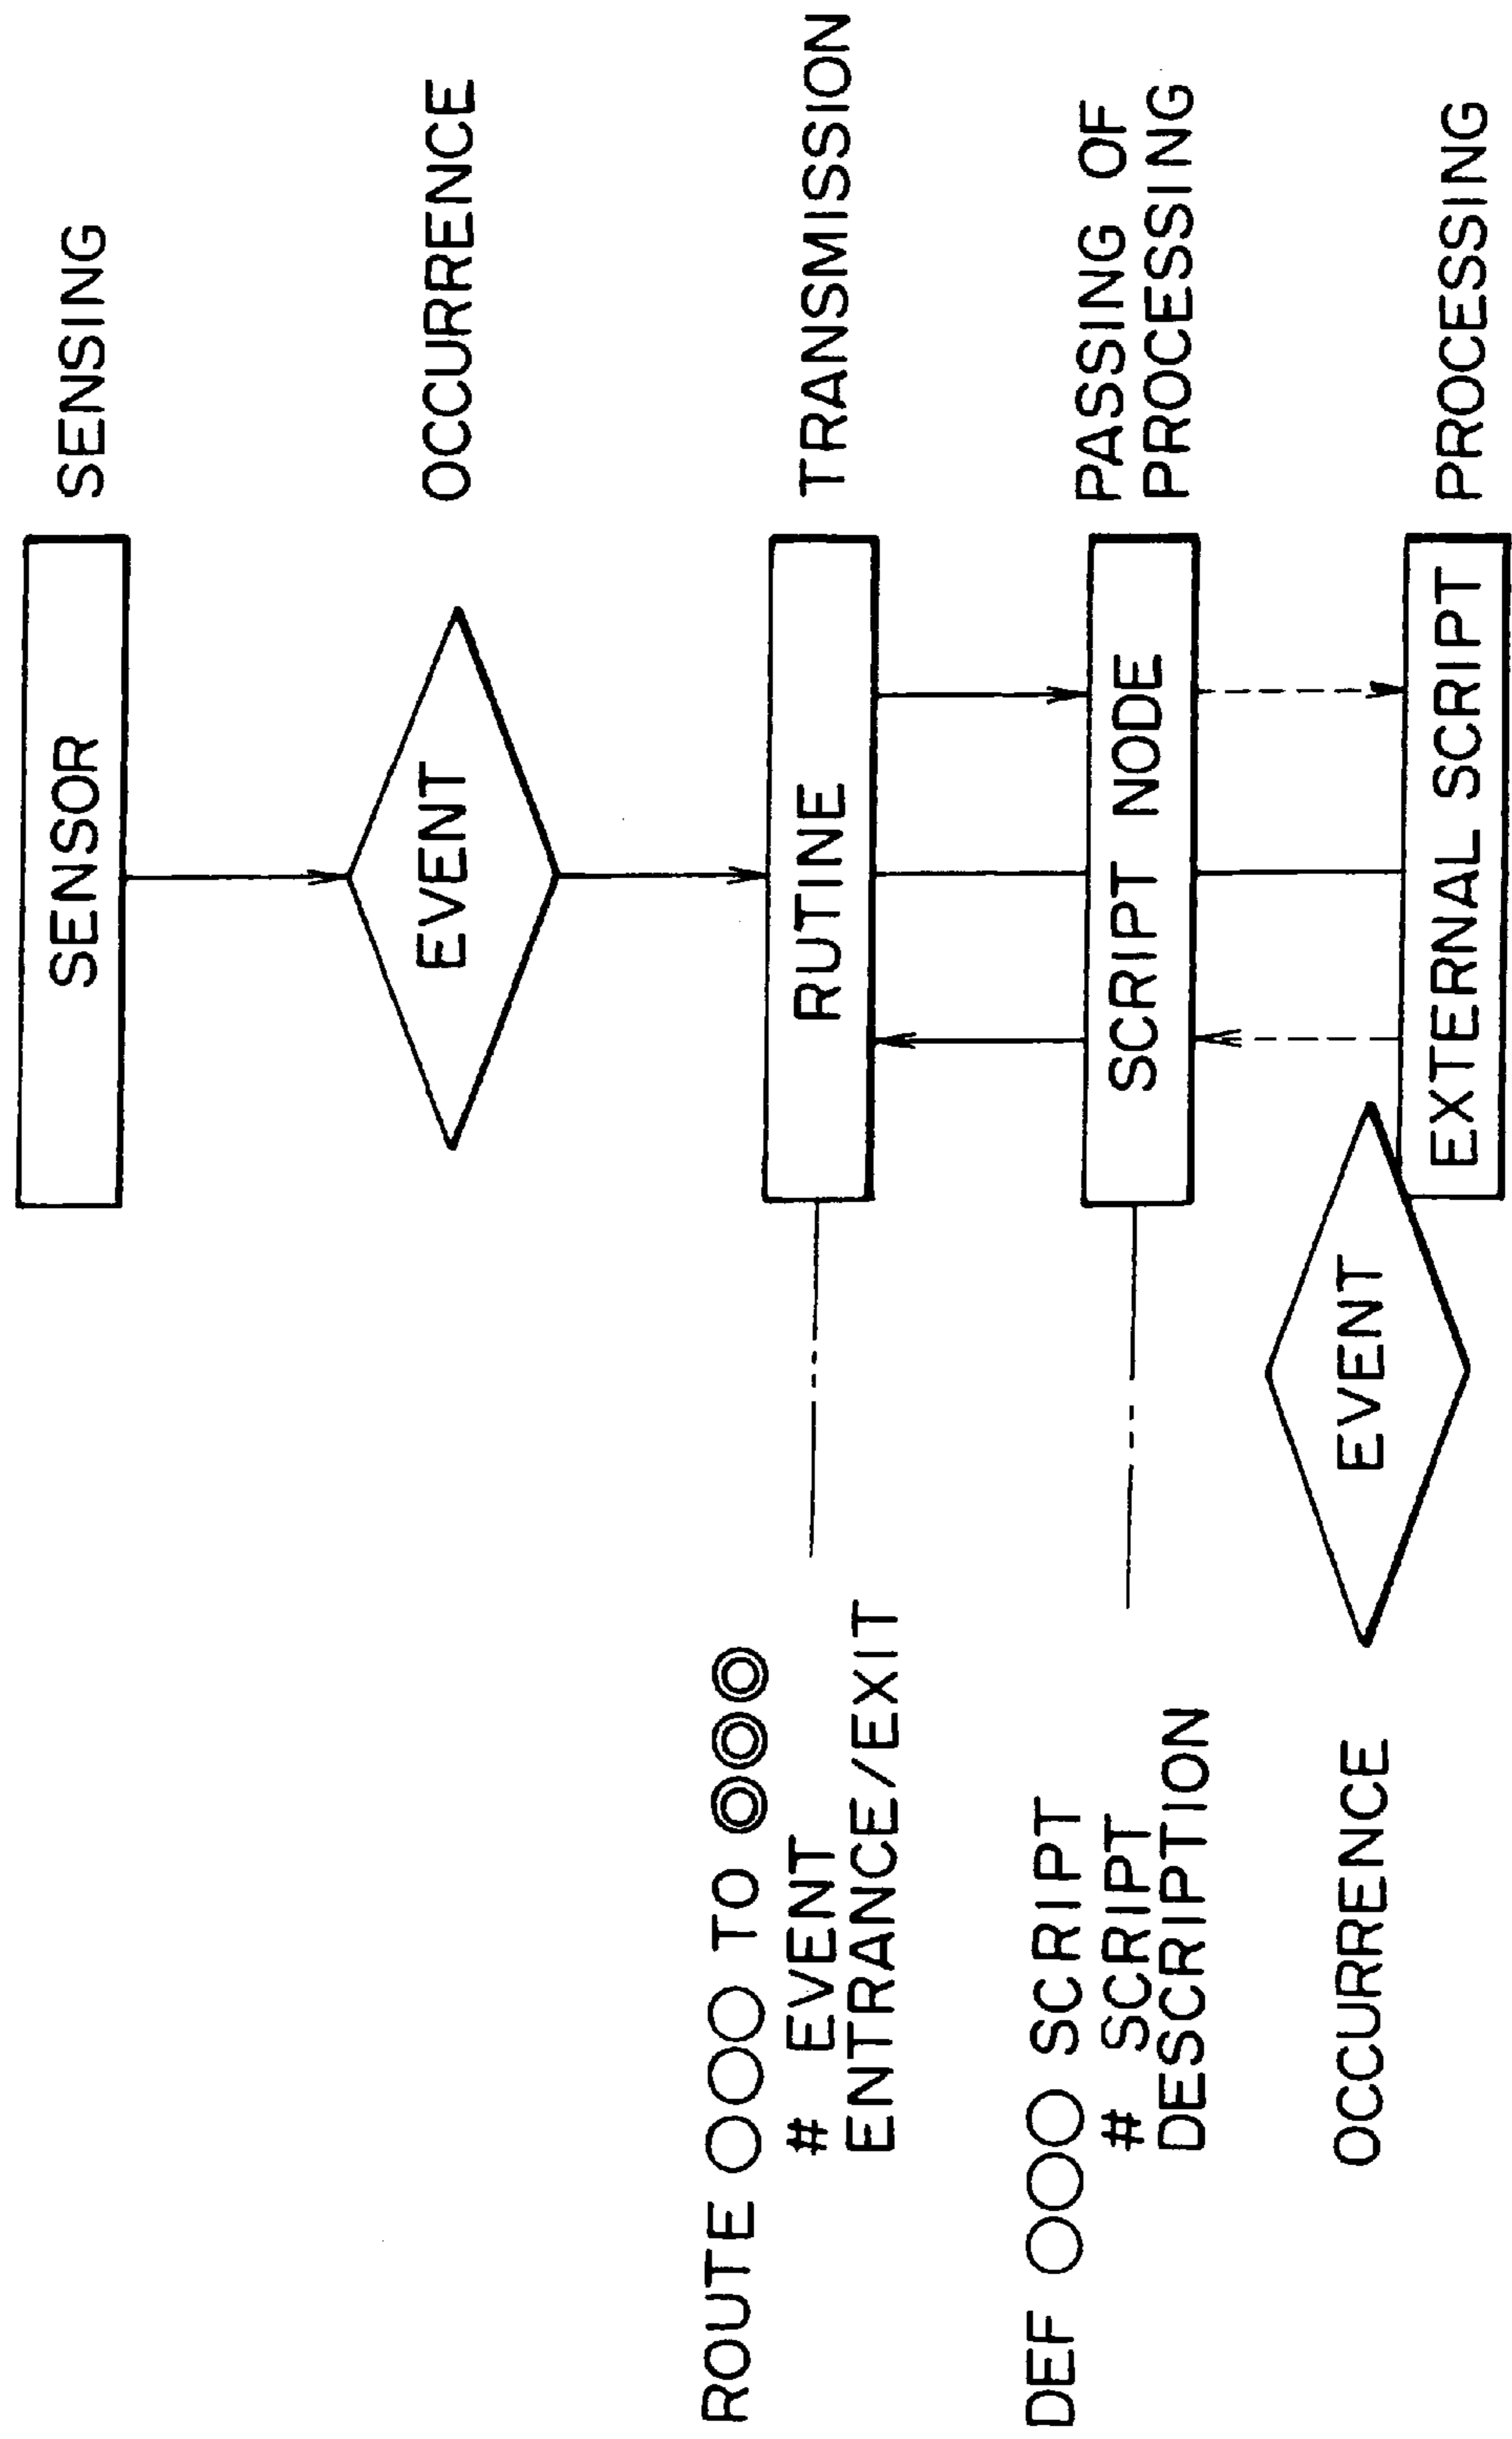 SENSOR
SENSING
EVENT
OCCURRENCE
ROUTE ○○○ TO ◎◎◎
# EVENT
ENTRANCE/EXIT
RUTINE
TRANSMISSION
DEF ○○○ SCRIPT
# SCRIPT
DESCRIPTION
SCRIPT NODE
PASSING OF
PROCESSING
OCCURRENCE
EVENT
EXTERNAL SCRIPT
PROCESSING